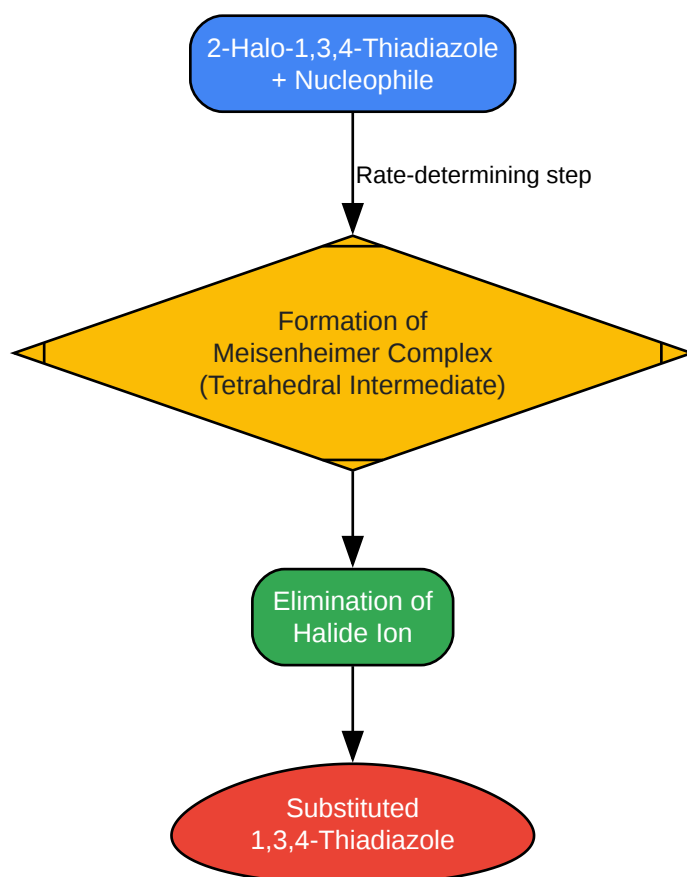 2-Halo-1,3,4-Thiadiazole
+ Nucleophile
Rate-determining step
Formation of
Meisenheimer Complex
(Tetrahedral Intermediate)
Elimination of
Halide Ion
Substituted
1,3,4-Thiadiazole